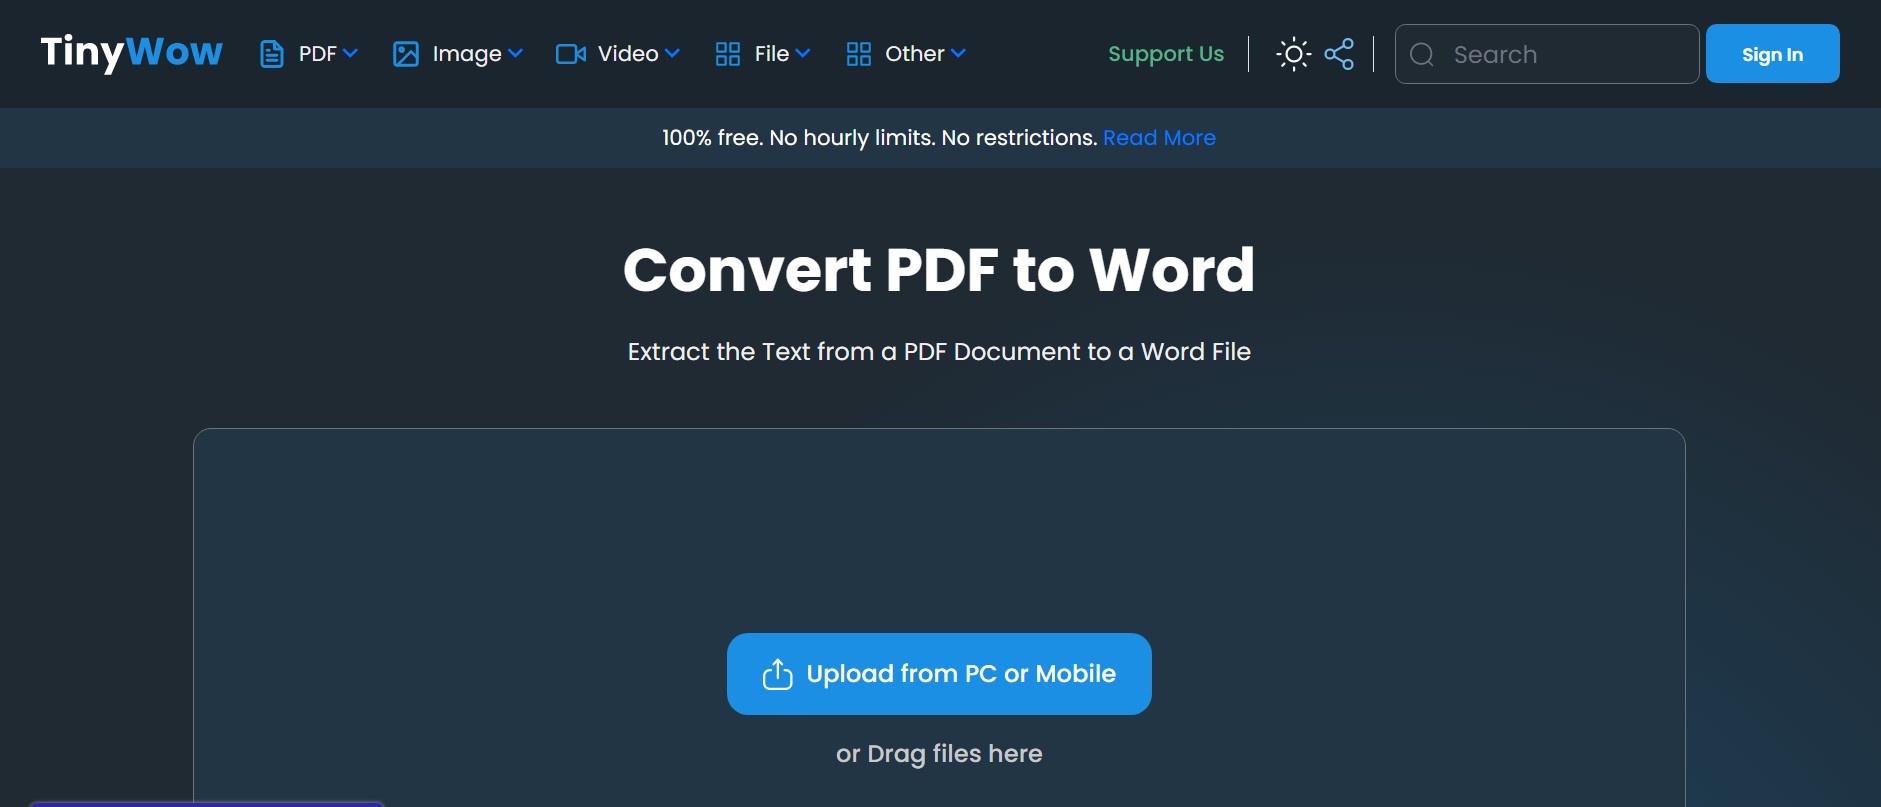 TinyWow PDF Image Video File Other Support Us Search Sign In
100% free. No hourly limits. No restrictions. Read More
Convert PDF to Word
Extract the Text from a PDF Document to a Word File
Upload from PC or Mobile
or Drag files here